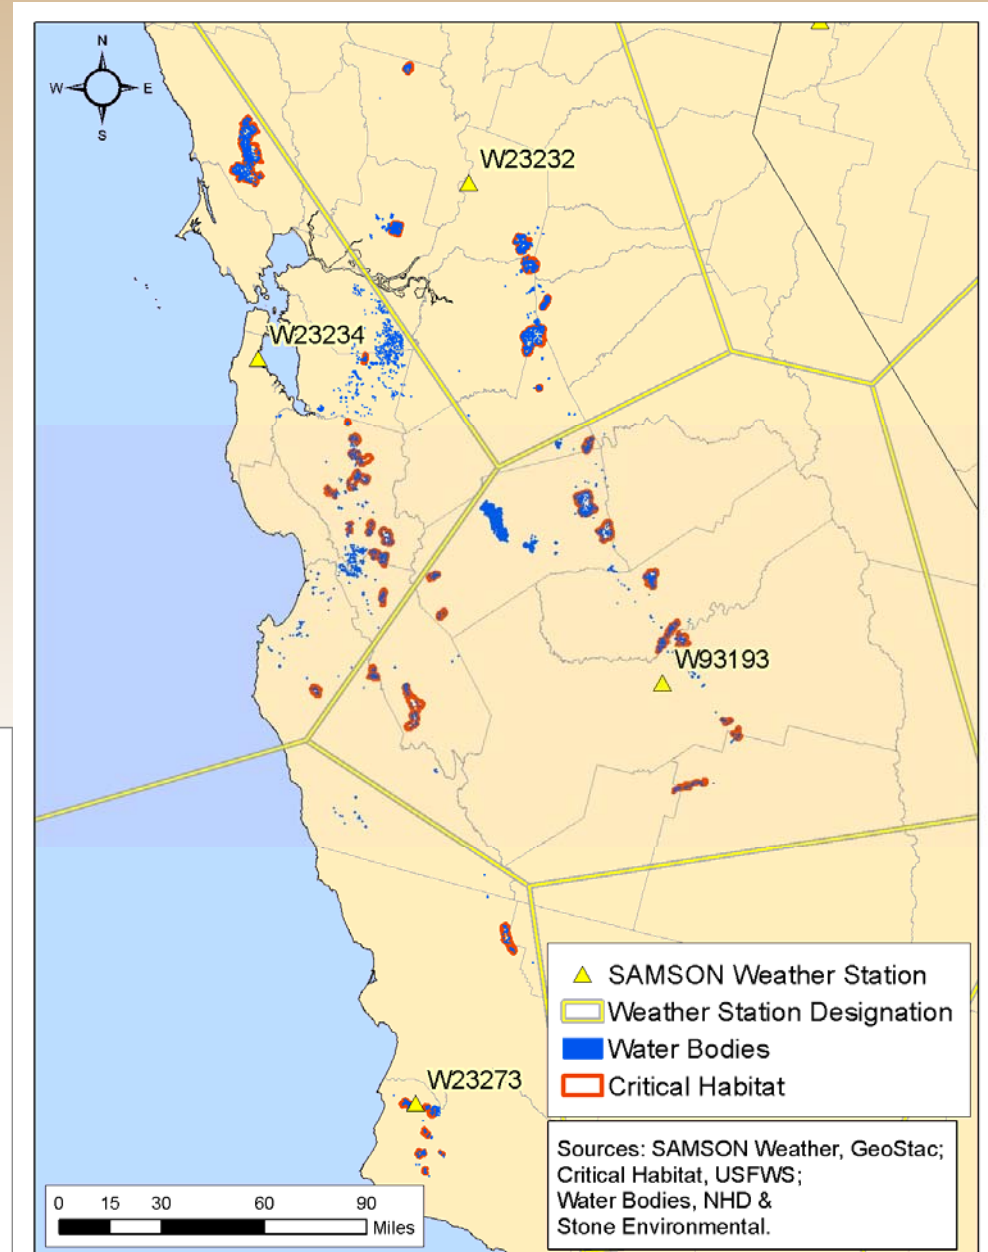 N
W E
S
W23232
W23234
W93193
W23273
SAMSON Weather Station
Weather Station Designation
Water Bodies
Critical Habitat
Sources: SAMSON Weather, GeoStac;
Critical Habitat, USFWS;
Water Bodies, NHD &
Stone Environmental.
0 15 30 60 90
Miles